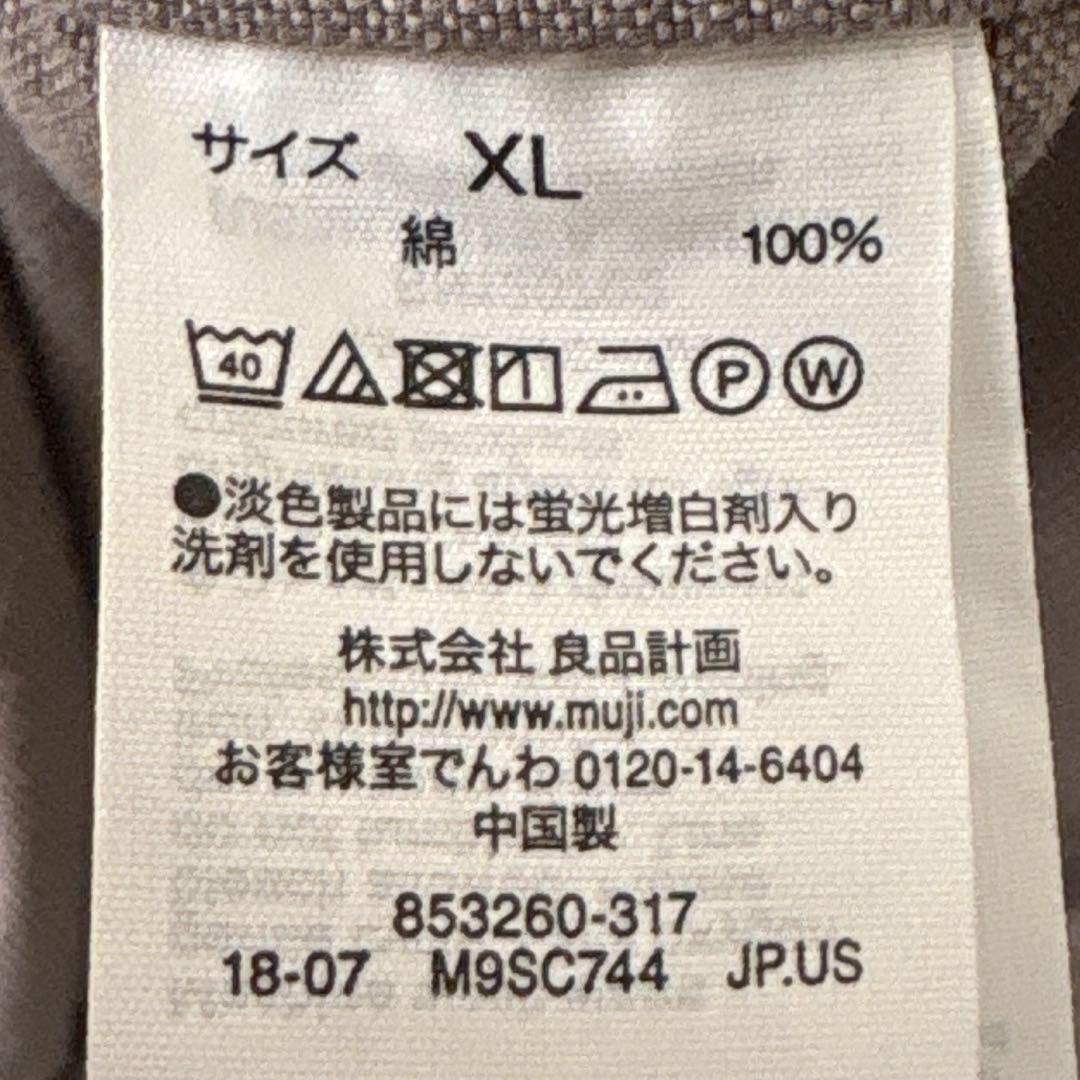 サイズ XL
綿 100%
40 P W
●淡色製品には蛍光増白剤入り
洗剤を使用しないでください。
株式会社 良品計画
http://www.muji.com
お客様室でんわ 0120-14-6404
中国製
853260-317
18-07 M9SC744 JP.US